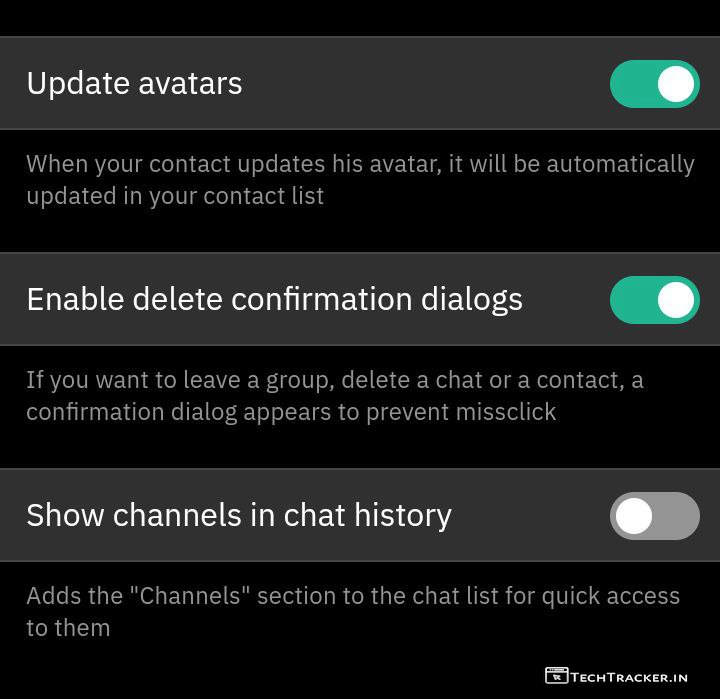 Update avatars
When your contact updates his avatar, it will be automatically
updated in your contact list
Enable delete confirmation dialogs
If you want to leave a group, delete a chat or a contact, a
confirmation dialog appears to prevent missclick
Show channels in chat history
Adds the "Channels" section to the chat list for quick access
to them
TechTracker.in